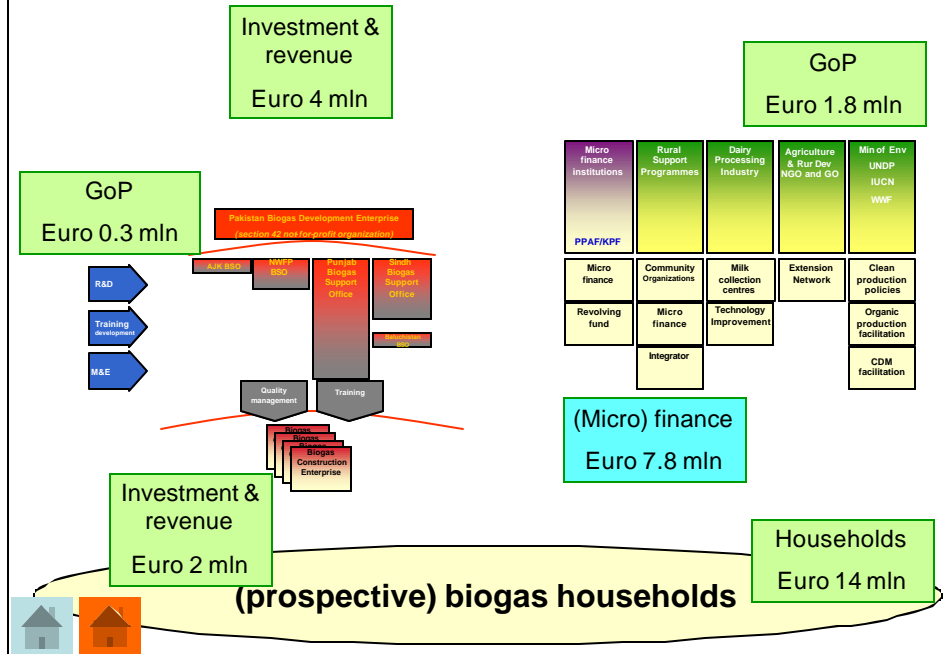 Investment &
revenue
Euro 4 mln
GoP
Euro 1.8 mln
GoP
Euro 0.3 mln
Pakistan Biogas Development Enterprise
(section 42 not-for-profit organization)
AJK BSO
NWFP
BSO
Punjab
Biogas
Support
Office
Sindh
Biogas
Support
Office
Baluchistan
BSO
R&D
Training
development
M&E
Quality
management
Training
Biogas
Biogas
Biogas
Biogas
Construction
Enterprise
Micro
finance
institutions
PPAF/KPF
Rural
Support
Programmes
Dairy
Processing
Industry
Agriculture
& Rur Dev
NGO and GO
Min of Env
UNDP
IUCN
WWF
Micro
finance
Revolving
fund
Community
Organizations
Micro
finance
Integrator
Milk
collection
centres
Technology
Improvement
Extension
Network
Clean
production
policies
Organic
production
facilitation
CDM
facilitation
(Micro) finance
Euro 7.8 mln
Investment &
revenue
Euro 2 mln
Households
Euro 14 mln
(prospective) biogas households